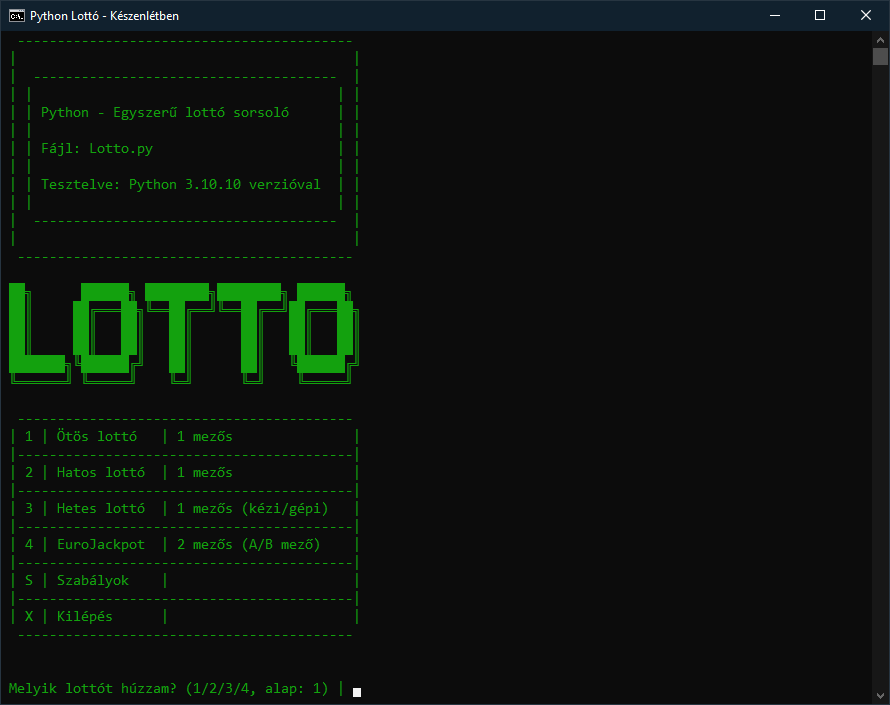 Python Lottó - Készenlétben
Python - Egyszerű lottó sorsoló
Fájl: Lotto.py
Tesztelve: Python 3.10.10 verzióval
LOTTO
| 1 | Ötös lottó | 1 mezős |
| 2 | Hatos lottó | 1 mezős |
| 3 | Hetes lottó | 1 mezős (kézi/gépi) |
| 4 | EuroJackpot | 2 mezős (A/B mező) |
| S | Szabályok | |
| X | Kilépés | |
Melyik lottót húzzam? (1/2/3/4, alap: 1) |